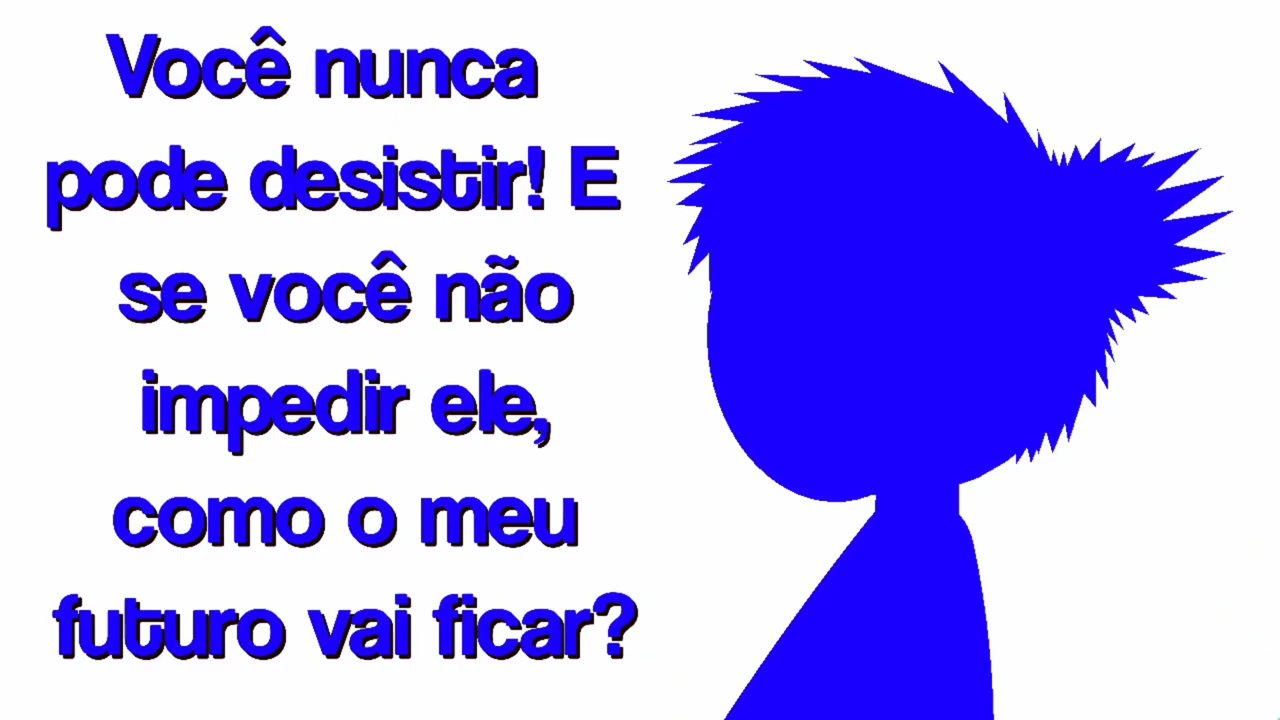 Você nunca
pode desistir! E
se você não
impedir ele,
como o meu
futuro vai ficar?